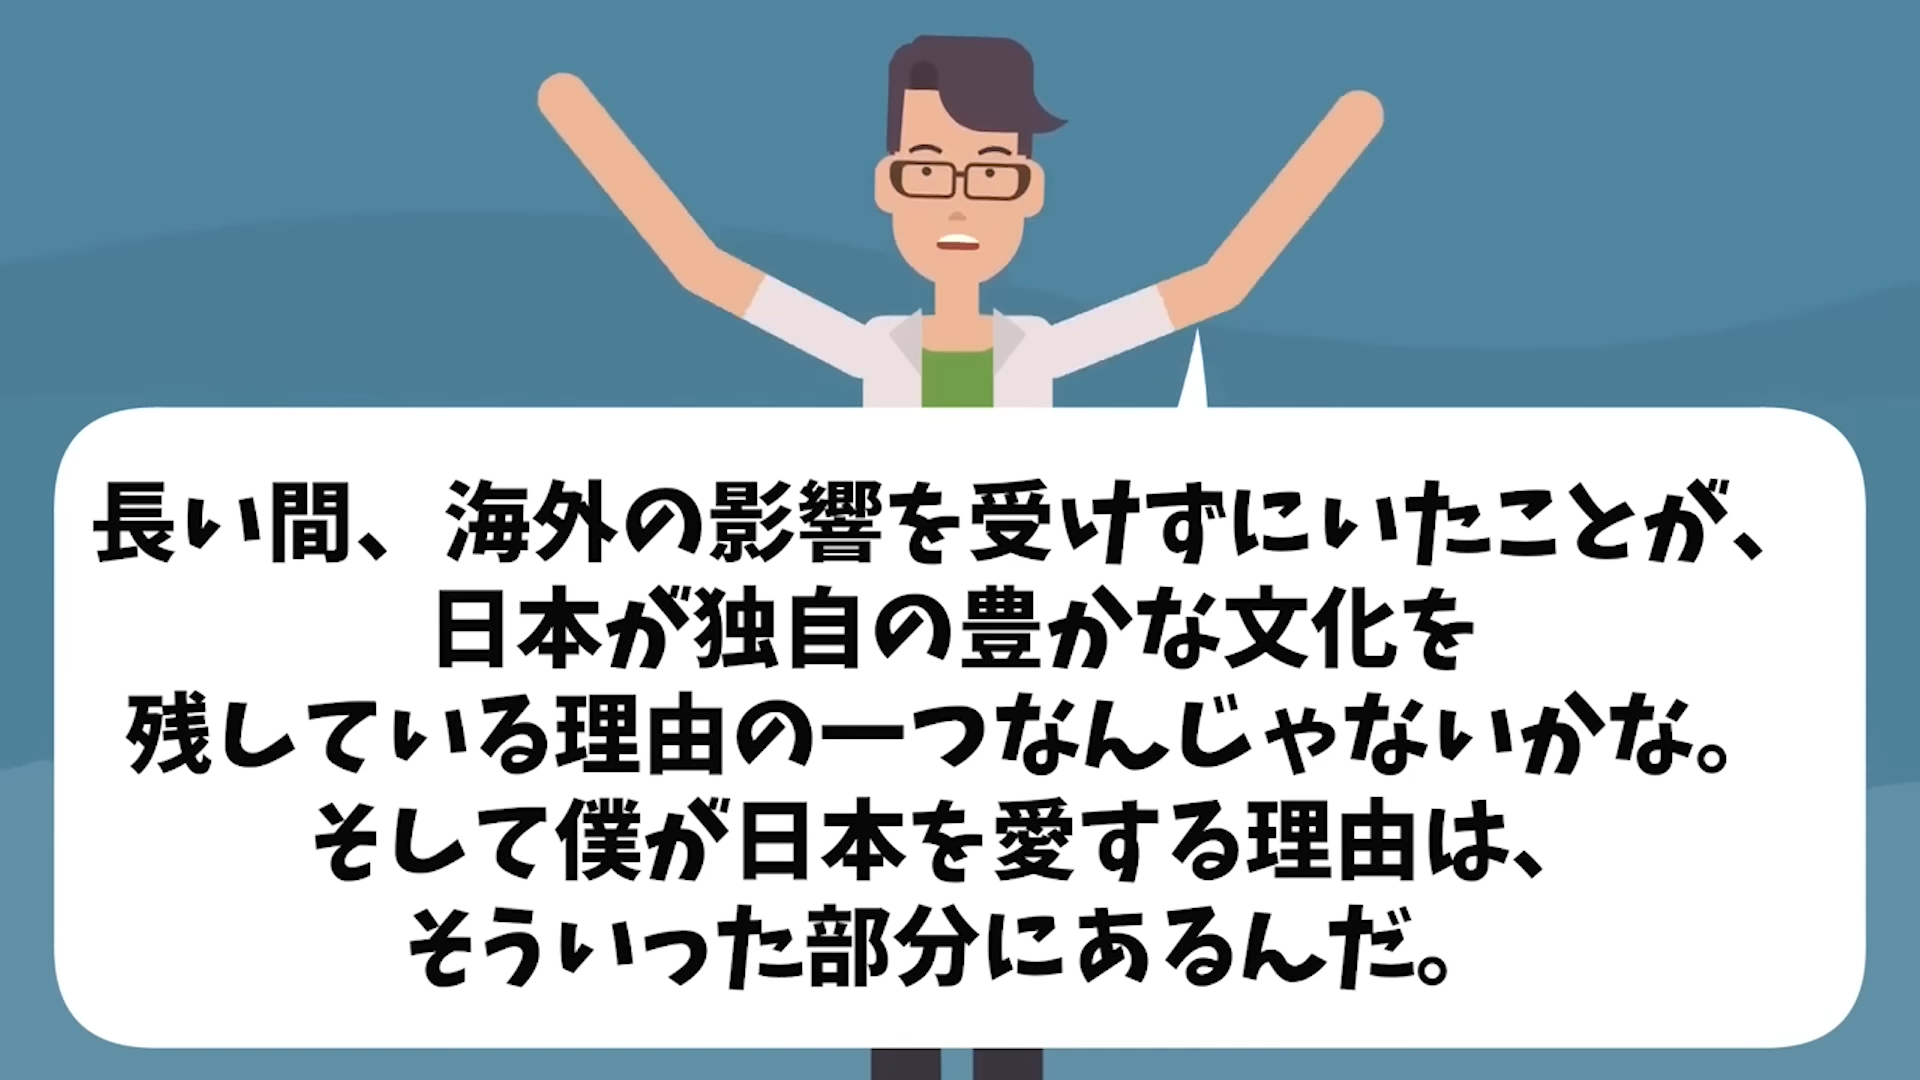 長い間、海外の影響を受けずにいたことが、
日本が独自の豊かな文化を
残している理由の一つなんじゃないかな。
そして僕が日本を愛する理由は、
そういった部分にあるんだ。